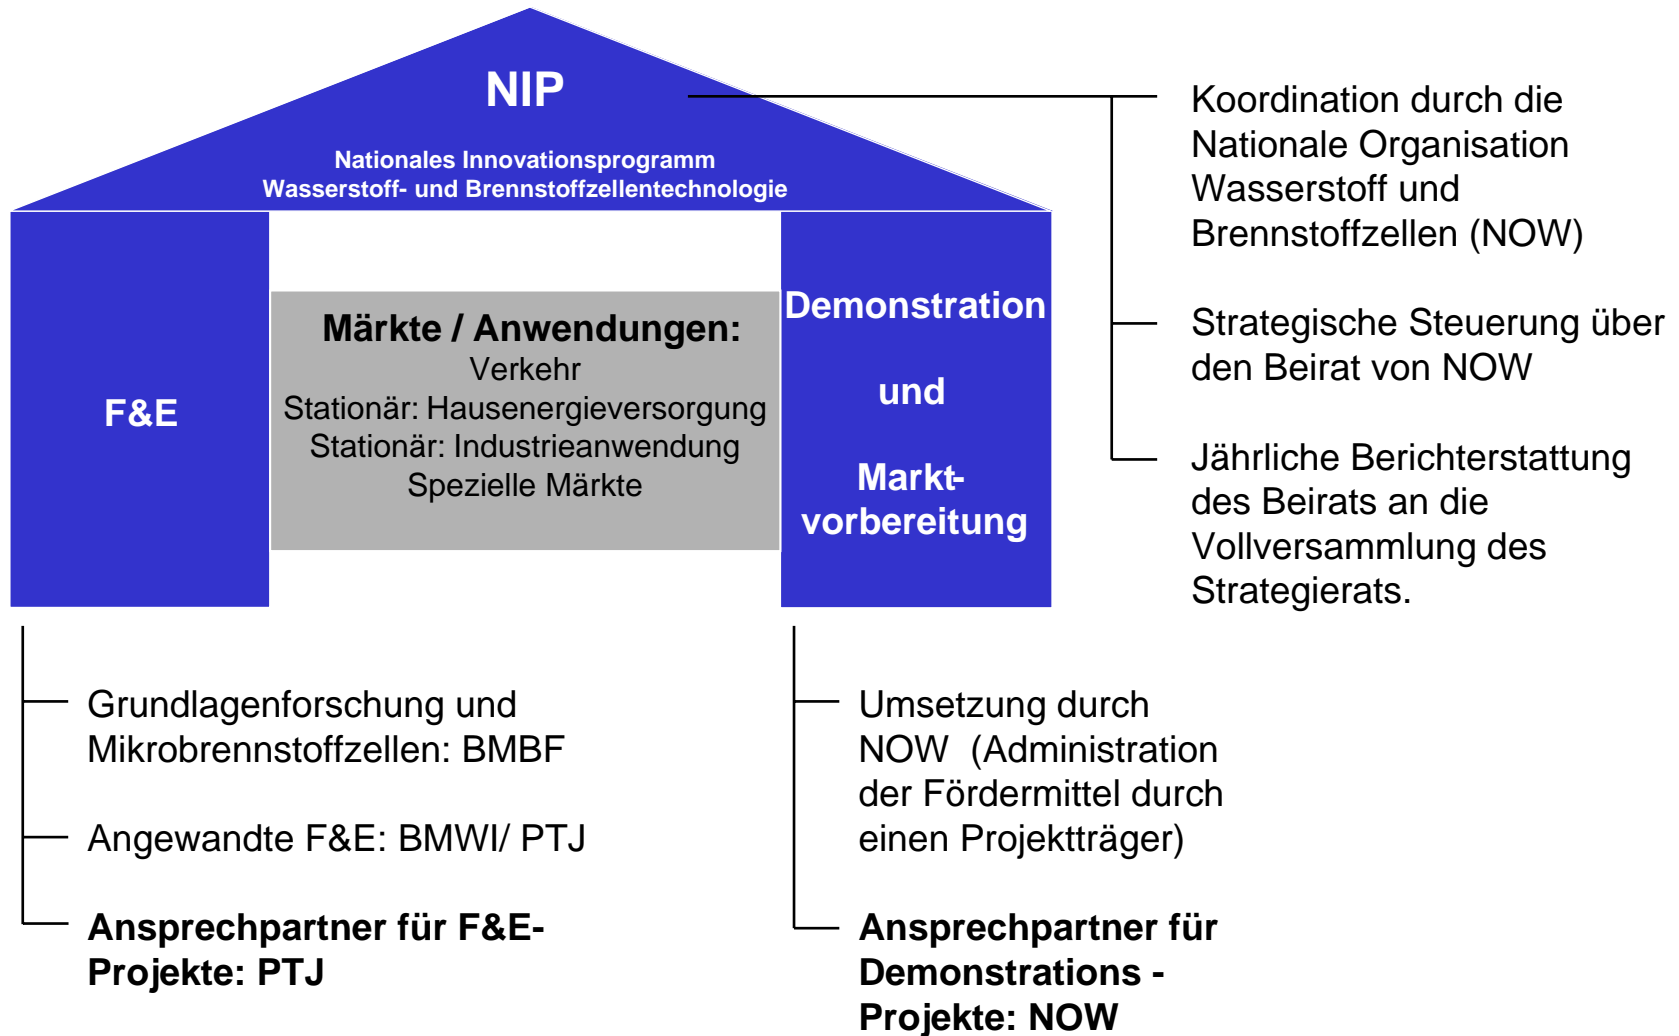 NIP
Nationales Innovationsprogramm
Wasserstoff- und Brennstoffzellentechnologie
F&E
Märkte / Anwendungen:
Verkehr
Stationär: Hausenergieversorgung
Stationär: Industrieanwendung
Spezielle Märkte
Demonstration
und
Markt-
vorbereitung
Koordination durch die
Nationale Organisation
Wasserstoff und
Brennstoffzellen (NOW)
Strategische Steuerung über
den Beirat von NOW
Jährliche Berichterstattung
des Beirats an die
Vollversammlung des
Strategierats.
Grundlagenforschung und
Mikrobrennstoffzellen: BMBF
Angewandte F&E: BMWI/ PTJ
Ansprechpartner für F&E-
Projekte: PTJ
Umsetzung durch
NOW (Administration
der Fördermittel durch
einen Projektträger)
Ansprechpartner für
Demonstrations -
Projekte: NOW